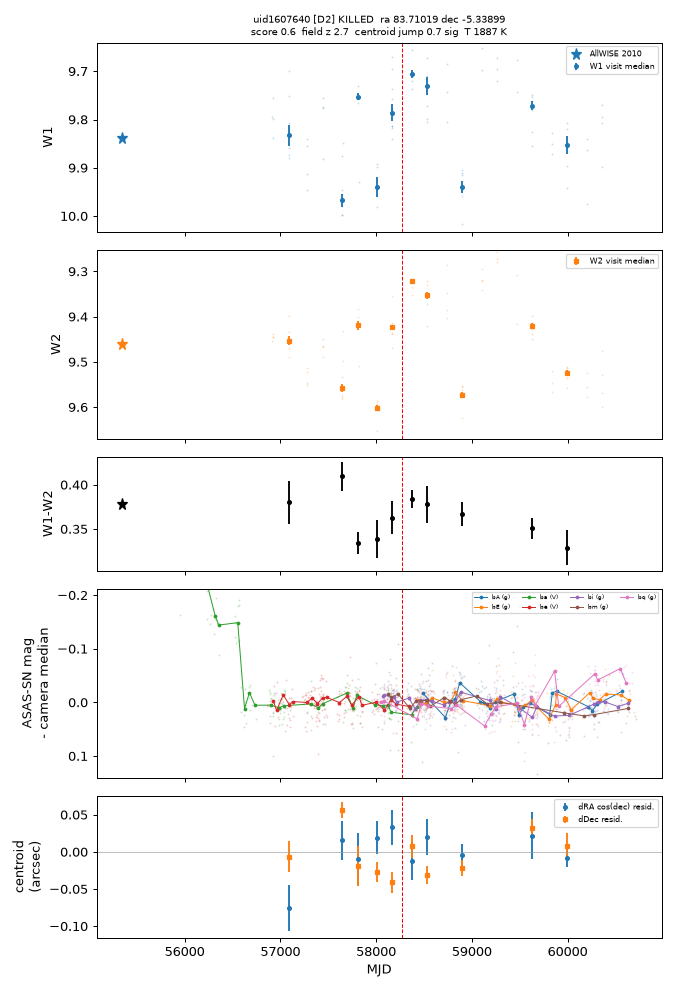 uid1607640 [D2] KILLED ra 83.71019 dec -5.33899
score 0.6 field z 2.7 centroid jump 0.7 sig T 1887 K
9.7
9.8
9.9
10.0
W1
AllWISE 2010
W1 visit median
9.3
9.4
9.5
9.6
W2
W2 visit median
0.40
0.35
W1-W2
−0.2
−0.1
0.0
0.1
ASAS-SN mag
- camera median
bA (g)
bE (g)
ba (V)
be (V)
bi (g)
bm (g)
bq (g)
0.05
0.00
−0.05
−0.10
centroid
(arcsec)
dRA cos(dec) resid.
dDec resid.
56000
57000
58000
59000
60000
MJD